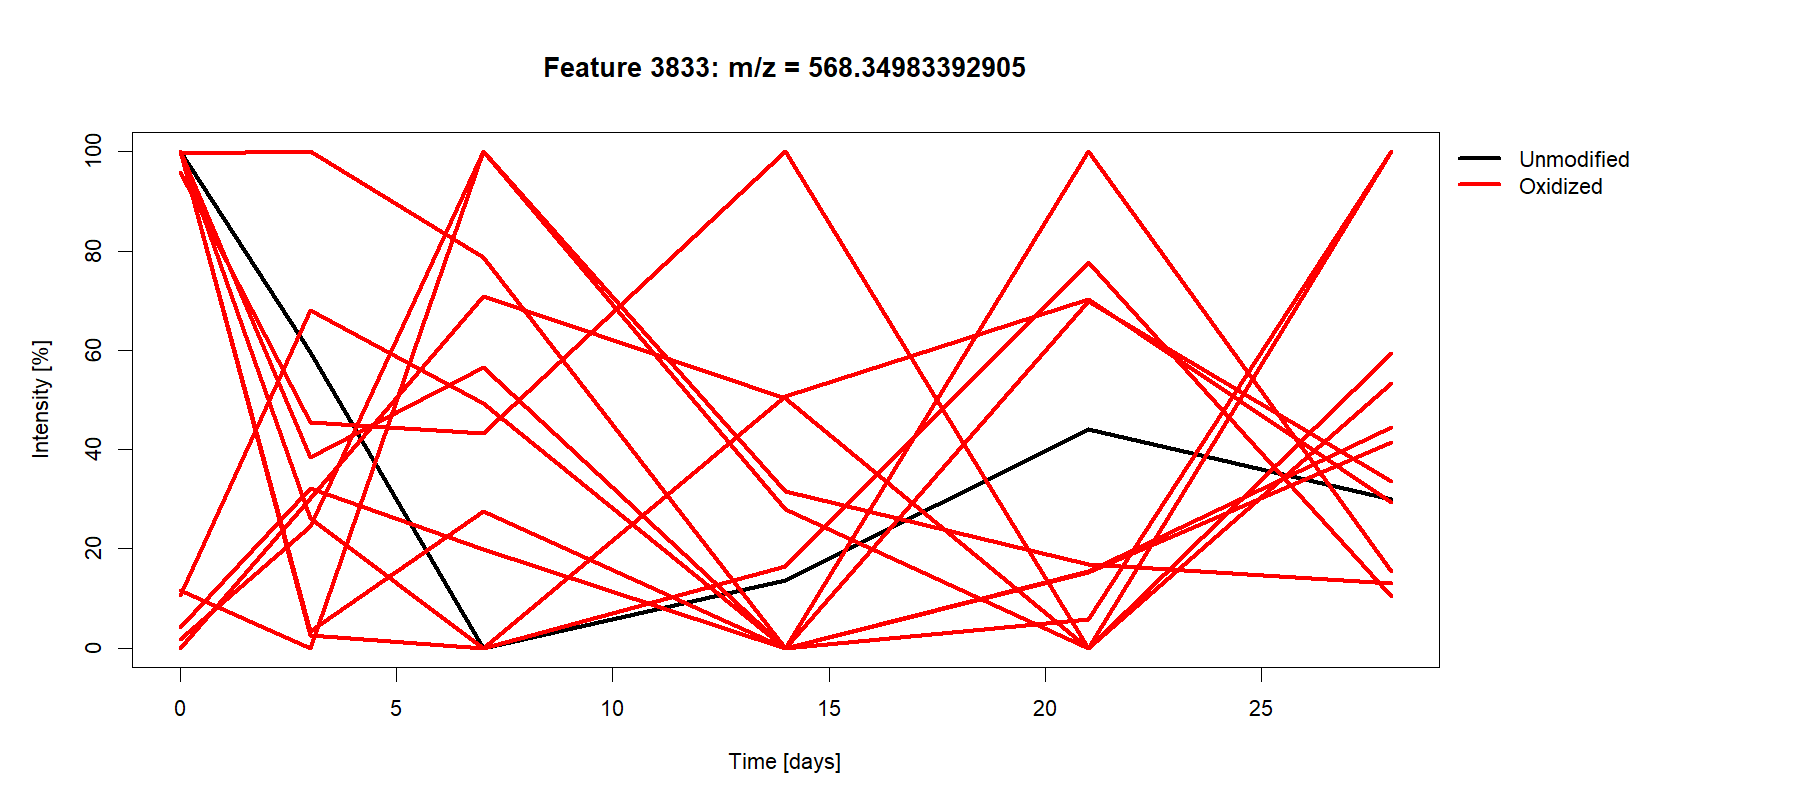 Feature 3833: m/z = 568.34983392905
Unmodified
Oxidized
Intensity [%]
100
80
60
40
20
0
0 5 10 15 20 25
Time [days]